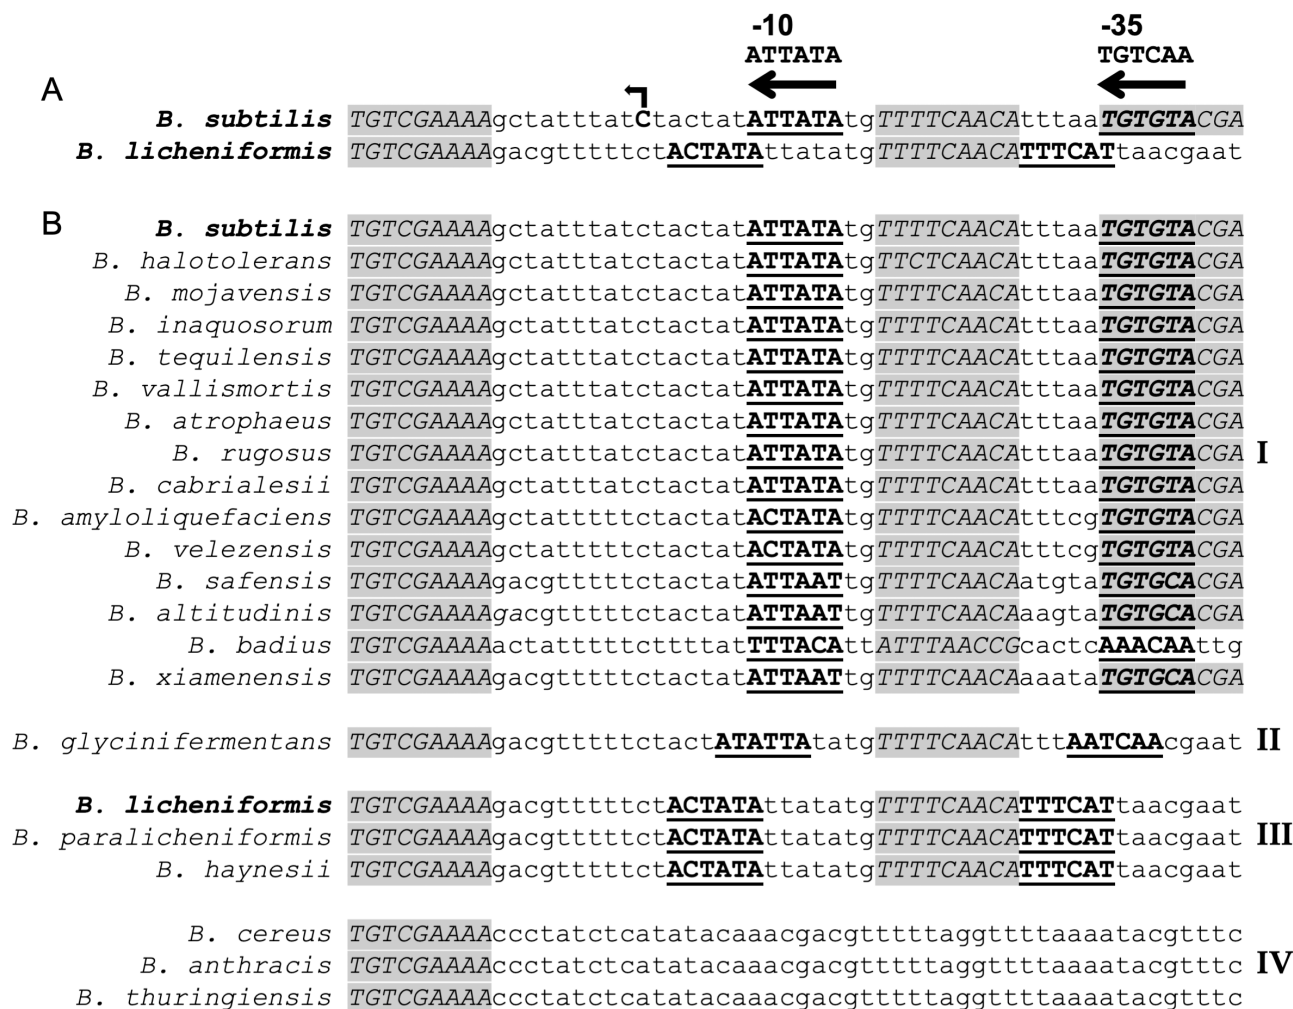 -10 -35
ATTATA TGTCAA
A
B. subtilis TGTCGAAAAgctatttatCtactatATTATAtgTTTTCAACAtttaaTGTGTACGA
B. licheniformis TGTCGAAAAgacgtttttctACTATAttatatgTTTTCAACATTTCATtaacgaat
B B. subtilis TGTCGAAAAgctatttatctactatATTATAtgTTTTCAACAtttaaTGTGTACGA
B. halotolerans TGTCGAAAAgctatttatctactatATTATAtgTTCTCAACAtttaaTGTGTACGA
B. mojavensis TGTCGAAAAgctatttatctactatATTATAtgTTTTCAACAtttaaTGTGTACGA
B. inaquosorum TGTCGAAAAgctatttatctactatATTATAtgTTTTCAACAtttaaTGTGTACGA
B. tequilensis TGTCGAAAAgctatttatctactatATTATAtgTTTTCAACAtttaaTGTGTACGA
B. vallismortis TGTCGAAAAgctatttatctactatATTATAtgTTTTCAACAtttaaTGTGTACGA
B. atrophaeus TGTCGAAAAgctatttatctactatATTATAtgTTTTCAACAtttaaTGTGTACGA
B. rugosus TGTCGAAAAgctatttatctactatATTATAtgTTTTCAACAtttaaTGTGTACGA I
B. cabrialesii TGTCGAAAAgctatttatctactatATTATAtgTTTTCAACAtttaaTGTGTACGA
B. amyloliquefaciens TGTCGAAAAgctatttttctactatACTATAtgTTTTCAACAtttcgTGTGTACGA
B. velezensis TGTCGAAAAgctatttttctactatACTATAtgTTTTCAACAtttcgTGTGTACGA
B. safensis TGTCGAAAAgacgtttttctactatATTAATtgTTTTCAACAatgtaTGTGCACGA
B. altitudinis TGTCGAAAAgacgtttttctactatATTAATtgTTTTCAACAaagtaTGTGCACGA
B. badius TGTCGAAAAactatttttcttttatTTTACAttATTTAACCGcactcAAACAAttg
B. xiamenensis TGTCGAAAAgacgtttttctactatATTAATtgTTTTCAACAaaataTGTGCACGA
B. glycinifermentans TGTCGAAAAgacgtttttctactATATTAtatgTTTTCAACAtttAATCAAcgaat II
B. licheniformis TGTCGAAAAgacgtttttctACTATAttatatgTTTTCAACATTTCATtaacgaat
B. paralicheniformis TGTCGAAAAgacgtttttctACTATAttatatgTTTTCAACATTTCATtaacgaat III
B. haynesii TGTCGAAAAgacgtttttctACTATAttatatgTTTTCAACATTTCATtaacgaat
B. cereus TGTCGAAAAccctatctcatatacaaacgacgtttttaggttttaaaatacgtttc
B. anthracis TGTCGAAAAccctatctcatatacaaacgacgtttttaggttttaaaatacgtttc IV
B. thuringiensis TGTCGAAAAccctatctcatatacaaacgacgtttttaggttttaaaatacgtttc